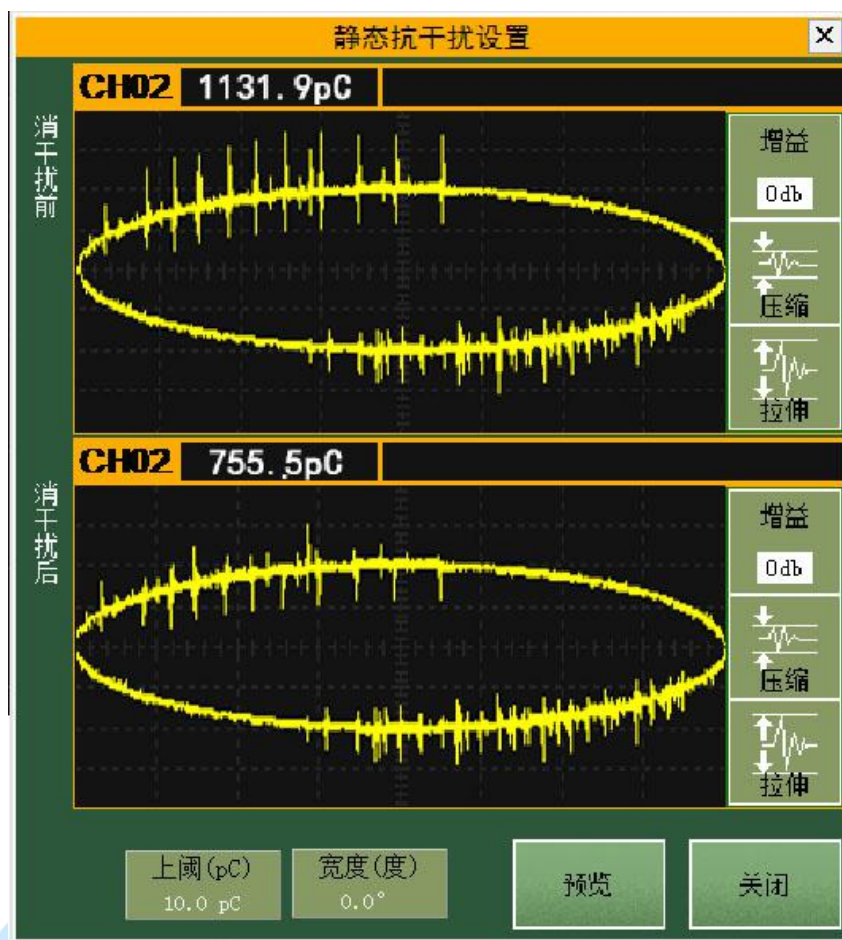 静态抗干扰设置
CH02 1131.9pC
消干扰前
增益
0db
压缩
拉伸
CH02 755.5pC
消干扰后
增益
0db
压缩
拉伸
上阈(pC)
10.0 pC
宽度(度)
0.0°
预览
关闭